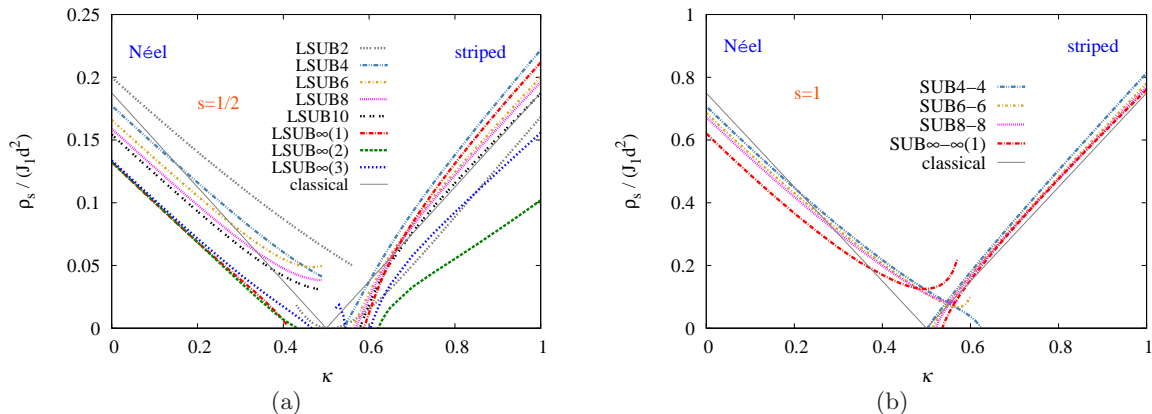 0.25
0.2
0.15
0.1
0.05
0
ρs / (J1d²)
Néel
striped
s=1/2
LSUB2
LSUB4
LSUB6
LSUB8
LSUB10
LSUB∞(1)
LSUB∞(2)
LSUB∞(3)
classical
0 0.2 0.4 0.6 0.8 1
κ
(a)
1
0.8
0.6
0.4
0.2
0
ρs / (J1d²)
Néel
striped
s=1
SUB4−4
SUB6−6
SUB8−8
SUB∞−∞(1)
classical
0 0.2 0.4 0.6 0.8 1
κ
(b)